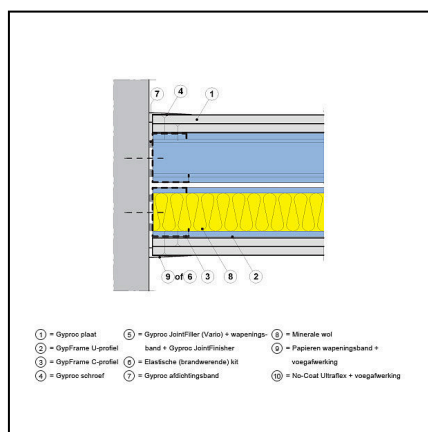 7 4 1
9 of 6 3 8 2
1 = Gyproc plaat
2 = GypFrame U-profiel
3 = GypFrame C-profiel
4 = Gyproc schroef
5 = Gyproc JointFiller (Vario) + wapenings-
band + Gyproc JointFinisher
6 = Elastische (brandwerende) kit
7 = Gyproc afdichtingsband
8 = Minerale wol
9 = Papieren wapeningsband +
voegafwerking
10 = No-Coat Ultraflex + voegafwerking